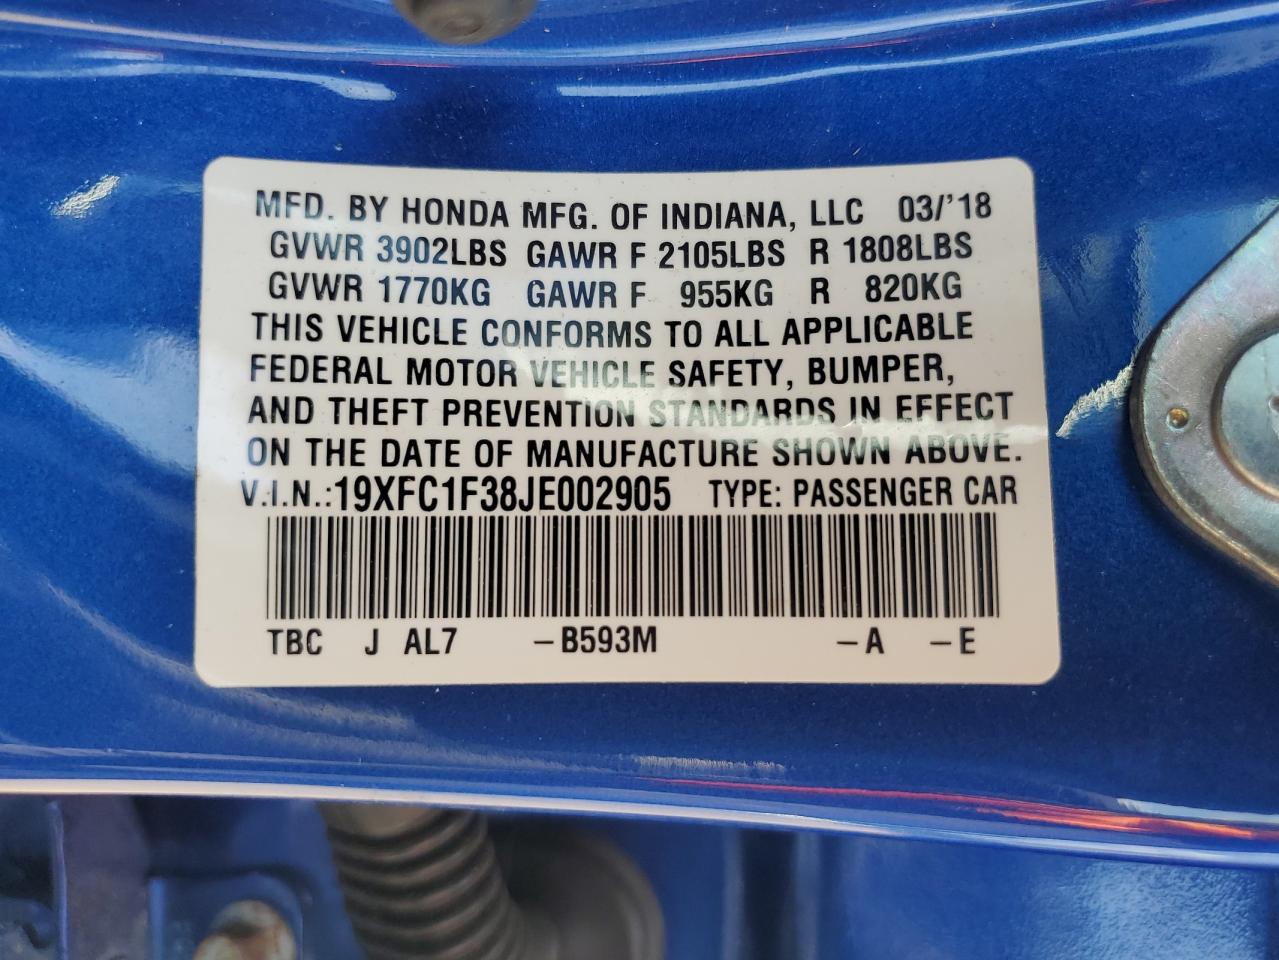 MFD. BY HONDA MFG. OF INDIANA, LLC 03/'18
GVWR 3902LBS GAWR F 2105LBS R 1808LBS
GVWR 1770KG GAWR F 955KG R 820KG
THIS VEHICLE CONFORMS TO ALL APPLICABLE
FEDERAL MOTOR VEHICLE SAFETY, BUMPER,
AND THEFT PREVENTION STANDARDS IN EFFECT
ON THE DATE OF MANUFACTURE SHOWN ABOVE.
V.I.N.:19XFC1F38JE002905 TYPE: PASSENGER CAR
TBC J AL7 –B593M –A –E